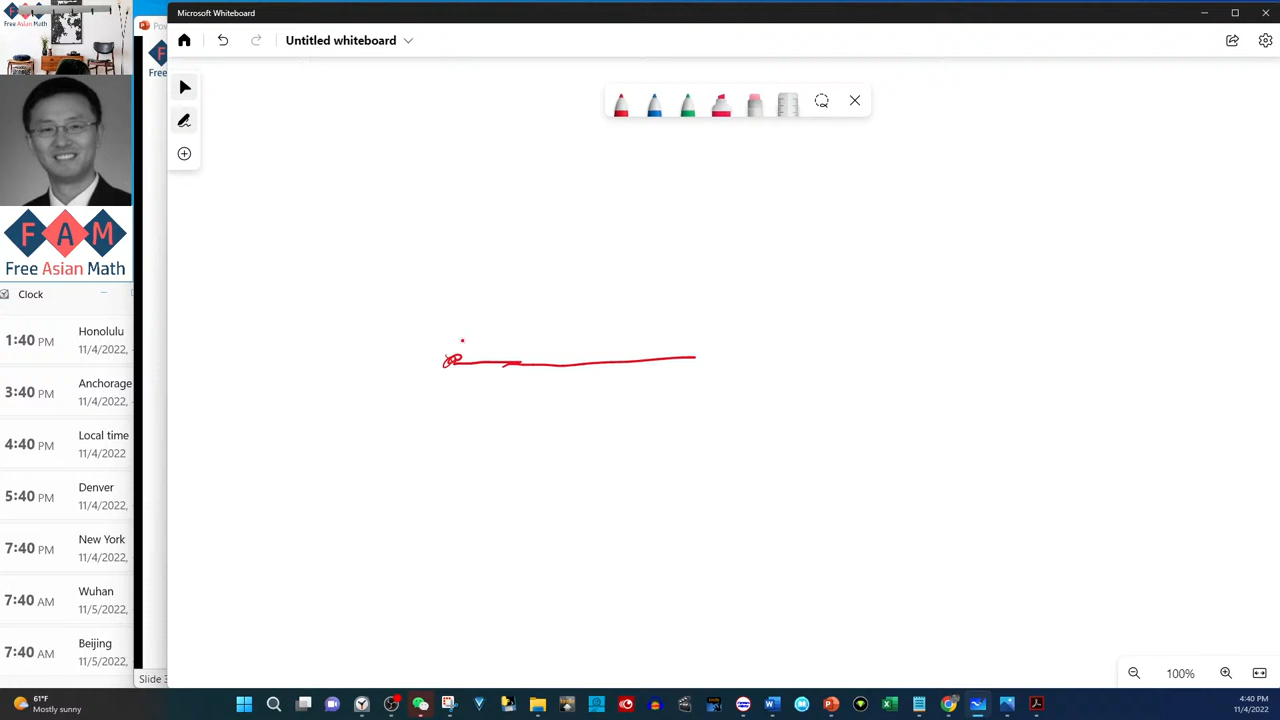 Free Asian Math
Microsoft Whiteboard
Untitled whiteboard
F A M
Free Asian Math
Clock
1:40 PM
Honolulu
11/4/2022,
3:40 PM
Anchorage
11/4/2022,
4:40 PM
Local time
11/4/2022
5:40 PM
Denver
11/4/2022,
7:40 PM
New York
11/4/2022,
7:40 AM
Wuhan
11/5/2022,
7:40 AM
Beijing
11/5/2022,
F
100%
61°F
Mostly sunny
4:40 PM
11/4/2022